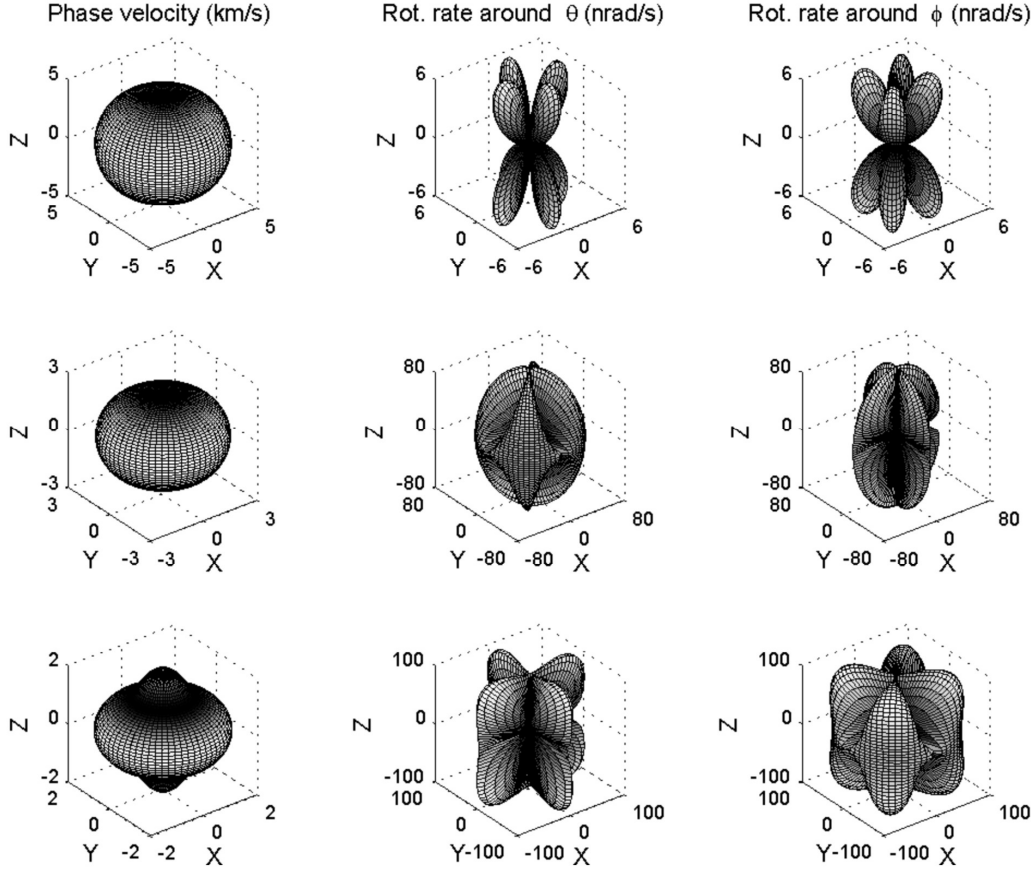 Phase velocity (km/s)
Rot. rate around θ (nrad/s)
Rot. rate around ϕ (nrad/s)
5
0
-5
Z
5
0
-5
Y
-5
0
5
X
6
0
-6
Z
6
0
-6
Y
-6
0
6
X
6
0
-6
Z
6
0
-6
Y
-6
0
6
X
3
0
-3
Z
3
0
-3
Y
-3
0
3
X
80
0
-80
Z
80
0
-80
Y
-80
0
80
X
80
0
-80
Z
80
0
-80
Y
-80
0
80
X
2
0
-2
Z
2
0
-2
Y
-2
0
2
X
100
0
-100
Z
100
0
-100
Y
-100
0
100
X
100
0
-100
Z
100
0
-100
Y
-100
0
100
X